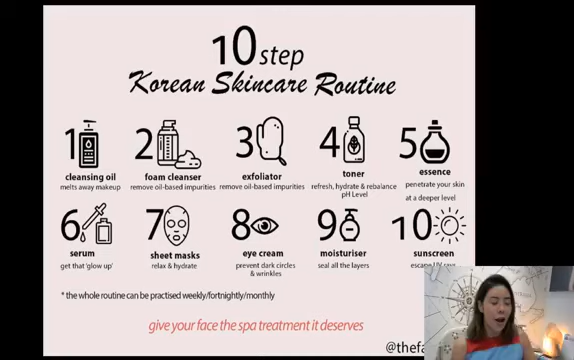 10 step
Korean Skincare Routine
1
cleansing oil
melts away makeup
2
foam cleanser
remove oil-based impurities
3
exfoliator
remove oil-based impurities
4
toner
refresh, hydrate & rebalance
pH Level
5
essence
penetrate your skin
at a deeper level
6
serum
get that 'glow up'
7
sheet masks
relax & hydrate
8
eye cream
prevent dark circles
& wrinkles
9
moisturiser
seal all the layers
10
sunscreen
escape UV rays
* the whole routine can be practised weekly/fortnightly/monthly
give your face the spa treatment it deserves